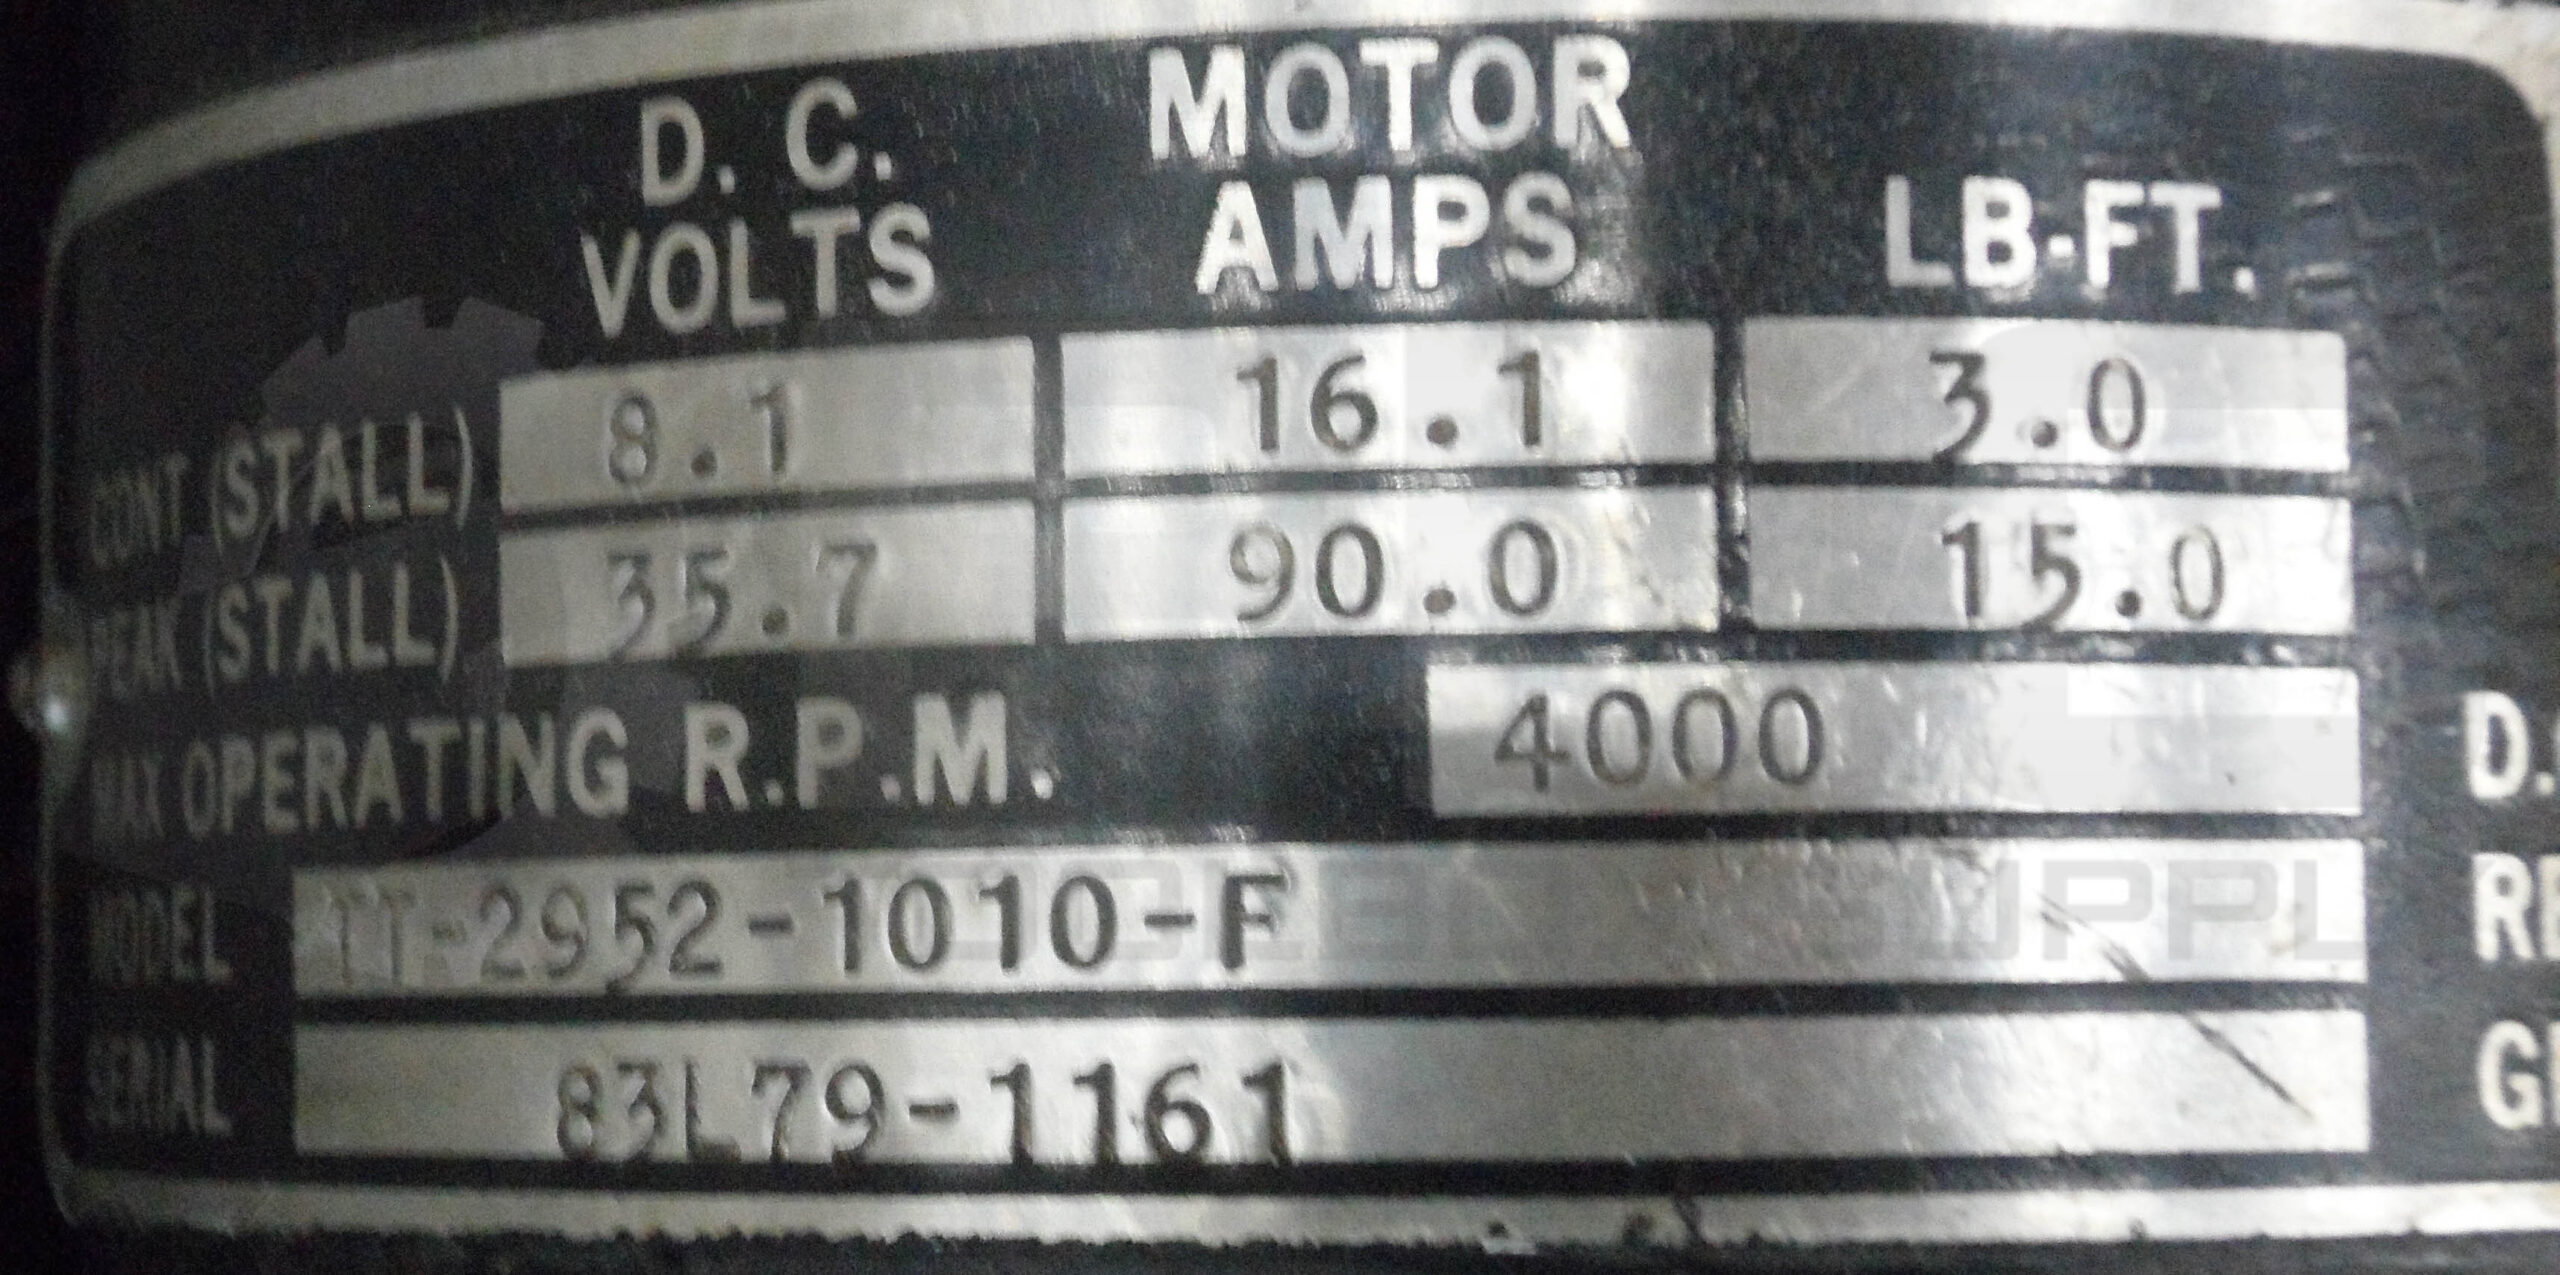 D. C. MOTOR
VOLTS AMPS LB-FT.
CONT (STALL) 8.1 16.1 3.0
PEAK (STALL) 35.7 90.0 15.0
MAX OPERATING R.P.M. 4000
MODEL TT-2952-1010-F
SERIAL 83L79-1161